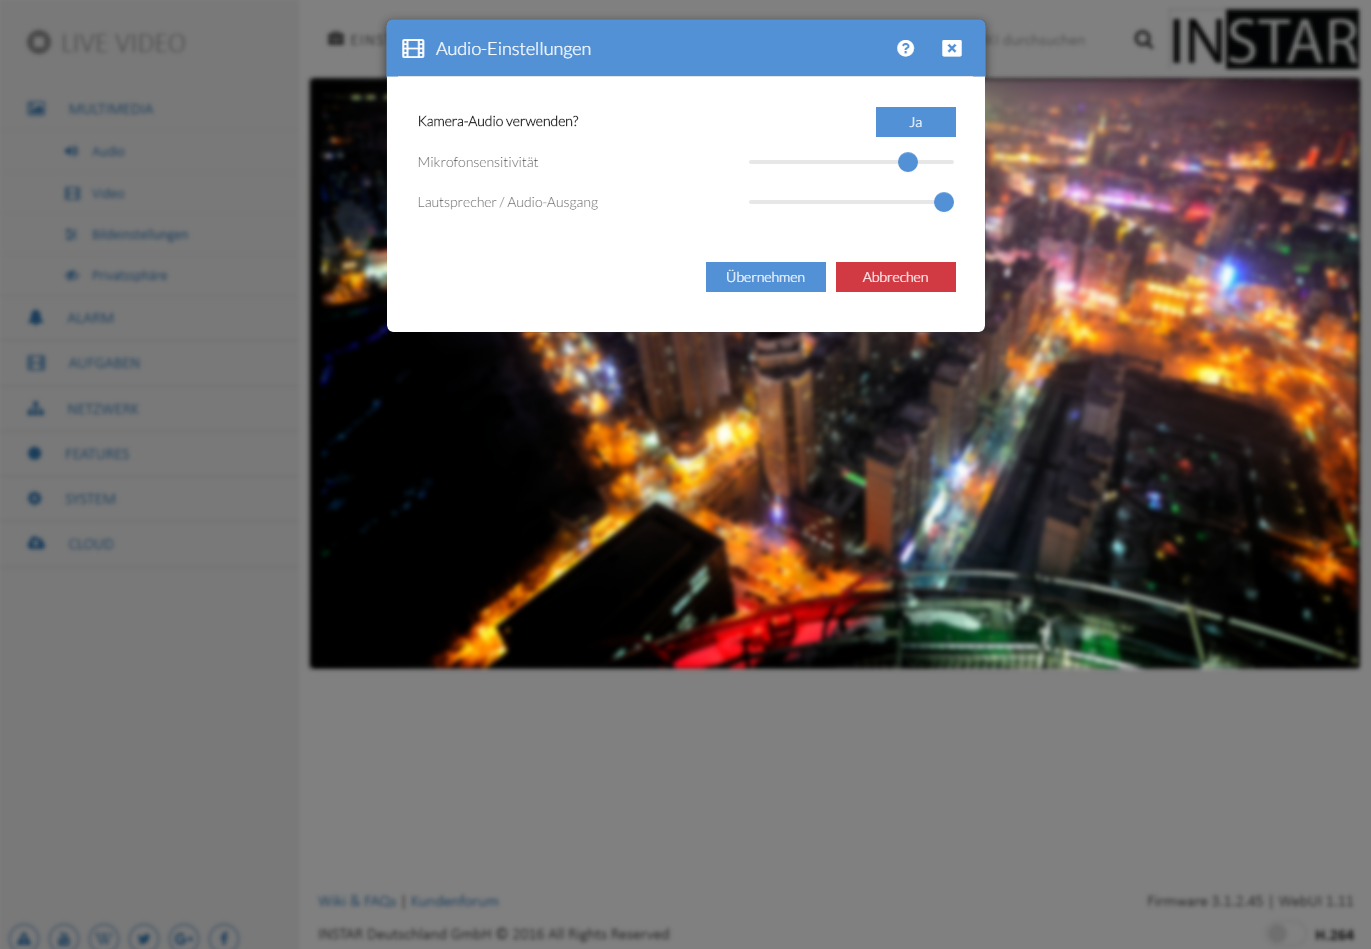 LIVE VIDEO
INSTAR
Audio-Einstellungen
MULTIMEDIA
Kamera-Audio verwenden?
Ja
Audio
Mikrofonsensitivität
Video
Lautsprecher / Audio-Ausgang
Bildeinstellungen
Privatsphäre
Übernehmen
Abbrechen
ALARM
AUFGABEN
NETZWERK
FEATURES
SYSTEM
CLOUD
durchsuchen
Wiki & FAQs | Kundenforum
Firmware 3.1.2.45 | WebUI 1.11
INSTAR Deutschland GmbH © 2016 All Rights Reserved
H.264